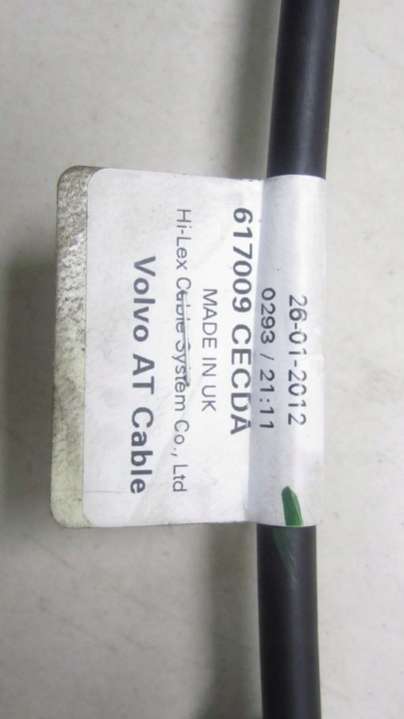 26-01-2012
0293 / 21:11
617009 CECDA
MADE IN UK
Hi-Lex Cable System Co., Ltd
Volvo AT Cable